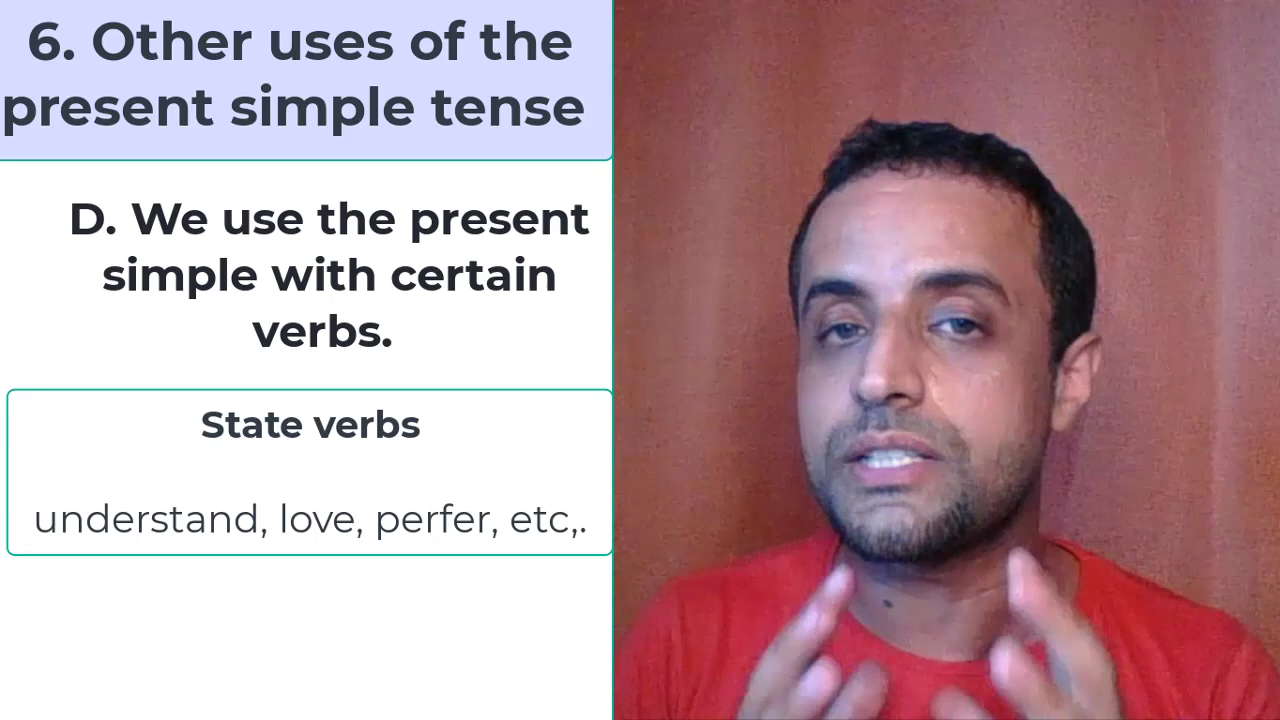 6. Other uses of the
present simple tense
D. We use the present
simple with certain
verbs.
State verbs
understand, love, perfer, etc,.